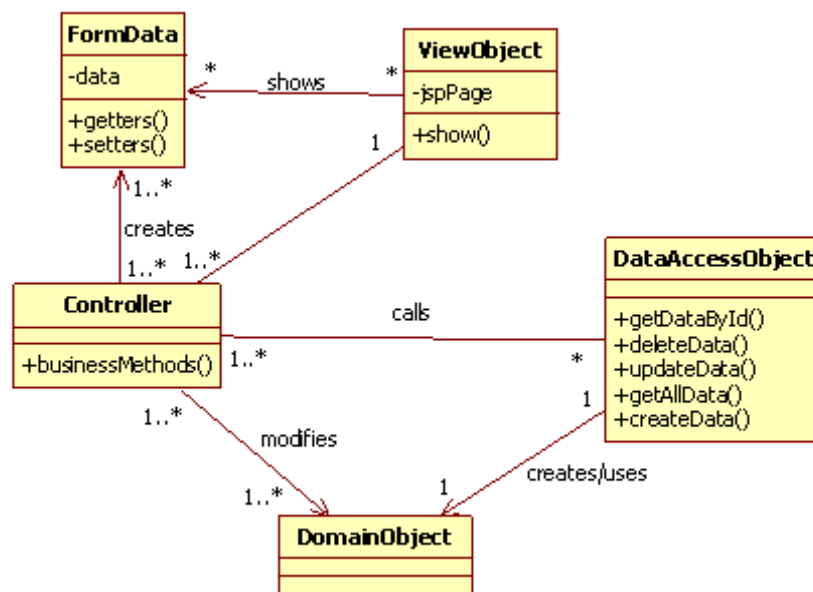 FormData
-data
+getters()
+setters()
ViewObject
-jspPage
+show()
* shows *
1
1..*
creates
1..*
1..*
Controller
+businessMethods()
calls
1..*
*
DataAccessObject
+getDataById()
+deleteData()
+updateData()
+getAllData()
+createData()
1..*
modifies
1..*
1
creates/uses
1
DomainObject